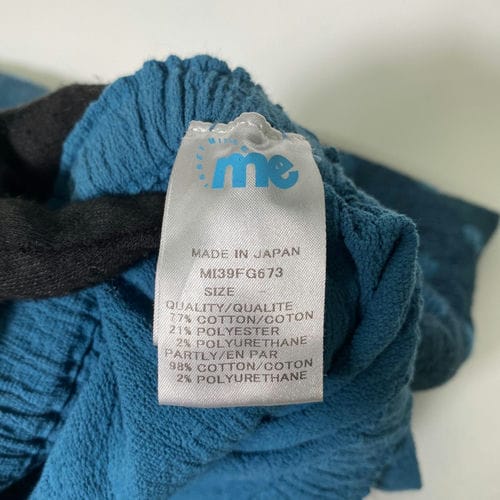 me
MADE IN JAPAN
MI39FG673
SIZE -
QUALITY/QUALITE
77% COTTON/COTON
21% POLYESTER
2% POLYURETHANE
PARTLY/EN PAR
98% COTTON/COTON
2% POLYURETHANE